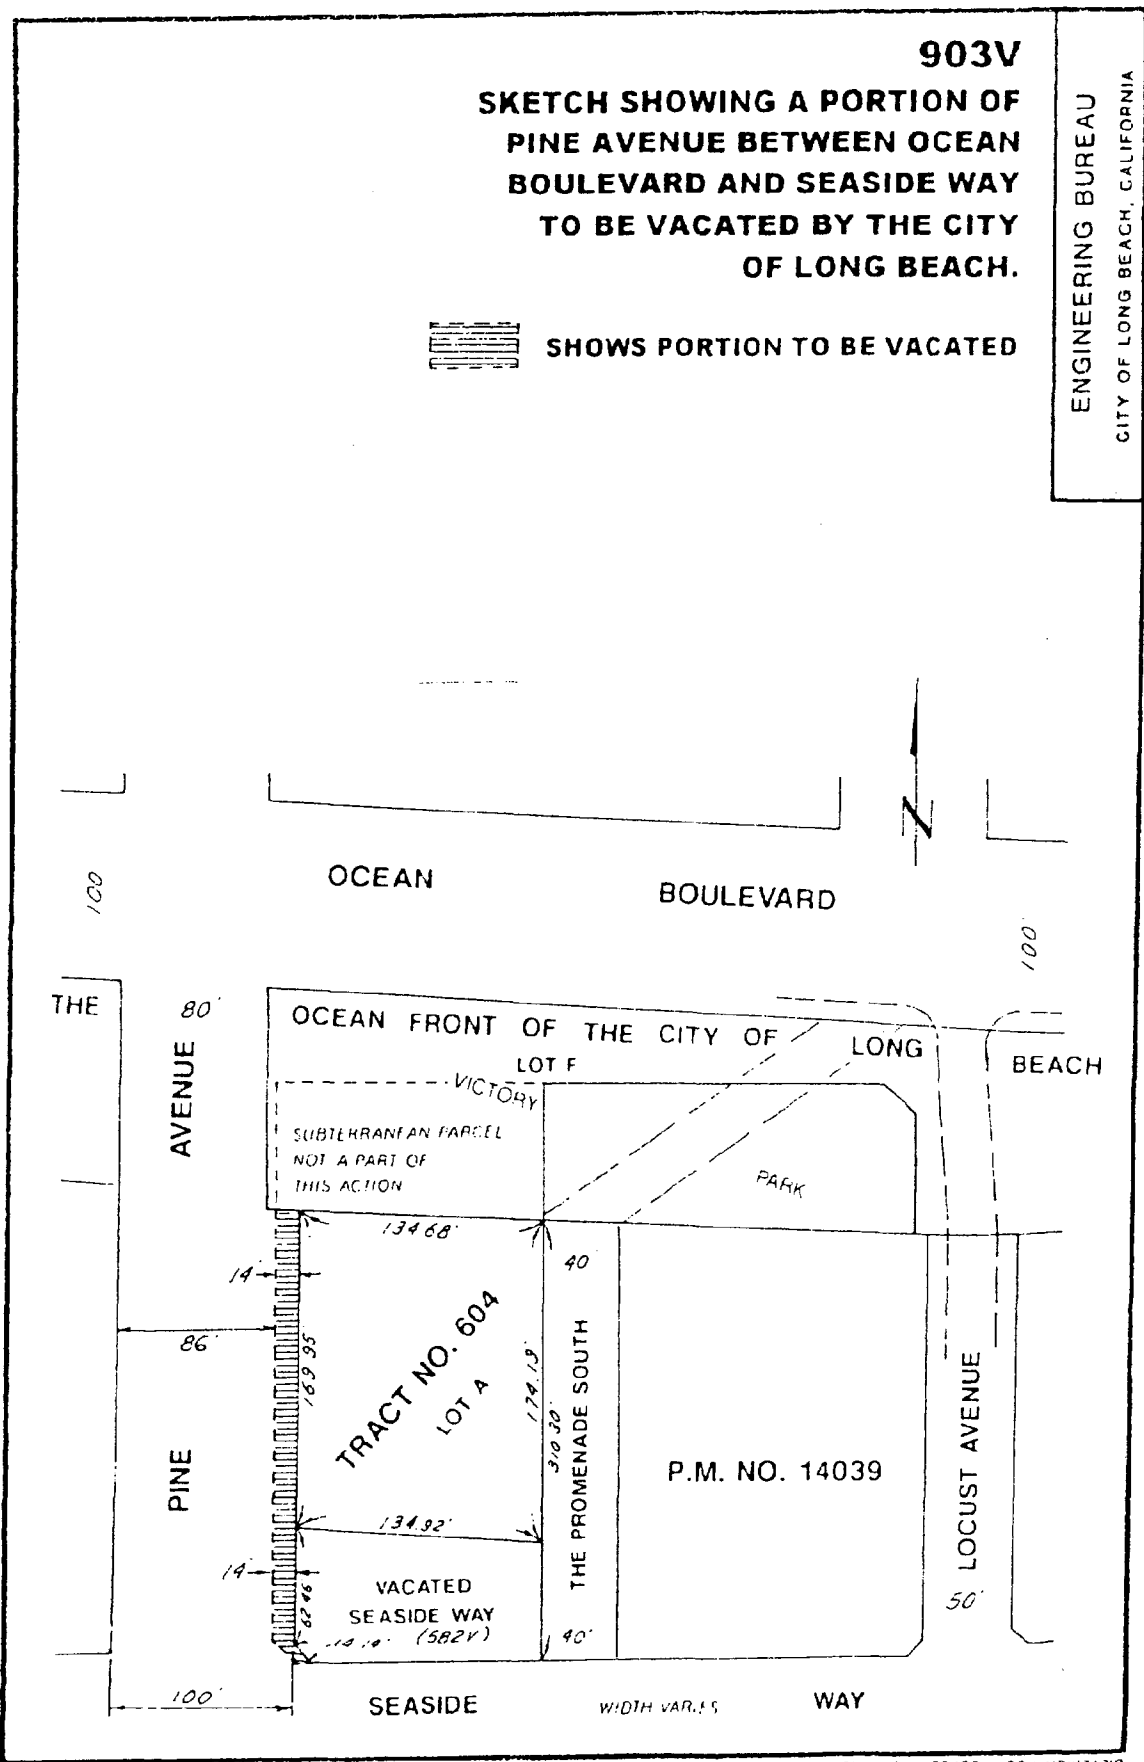 903V
SKETCH SHOWING A PORTION OF
PINE AVENUE BETWEEN OCEAN
BOULEVARD AND SEASIDE WAY
TO BE VACATED BY THE CITY
OF LONG BEACH.
SHOWS PORTION TO BE VACATED
ENGINEERING BUREAU
CITY OF LONG BEACH, CALIFORNIA
N
OCEAN BOULEVARD
100
100'
THE
80'
OCEAN FRONT OF THE CITY OF LONG BEACH
LOT F
VICTORY
PARK
AVENUE
SUBTERRANEAN PARCEL
NOT A PART OF
THIS ACTION
134.68'
14'
40
86'
169.95
TRACT NO. 604
LOT A
174.19'
310.30'
THE PROMENADE SOUTH
P.M. NO. 14039
LOCUST AVENUE
PINE
134.92'
14'
62.46
VACATED
SEASIDE WAY
(582V)
14.14'
40'
50'
100'
SEASIDE
WIDTH VARIES
WAY